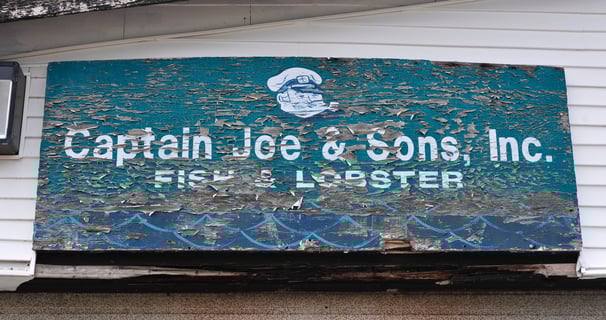 Captain Joe & Sons, Inc.
FISH & LOBSTER